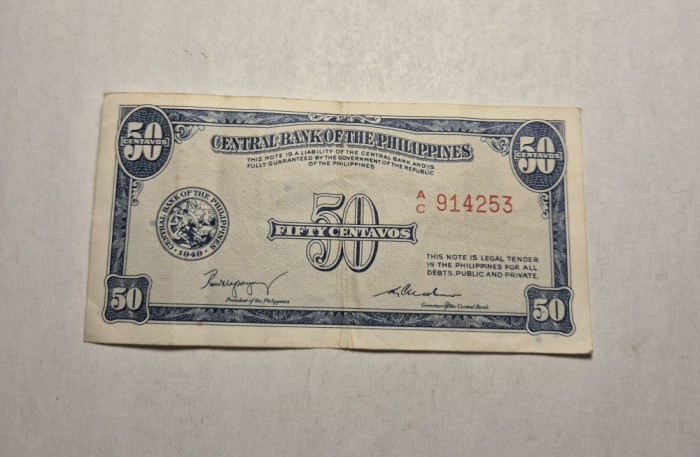 50
CENTAVOS
CENTRAL BANK OF THE PHILIPPINES
50
CENTAVOS
THIS NOTE IS A LIABILITY OF THE CENTRAL BANK AND IS
FULLY GUARANTEED BY THE GOVERNMENT OF THE REPUBLIC
OF THE PHILIPPINES
A/C 914253
CENTRAL BANK OF THE PHILIPPINES
1949
50
FIFTY CENTAVOS
THIS NOTE IS LEGAL TENDER
IN THE PHILIPPINES FOR ALL
DEBTS, PUBLIC AND PRIVATE.
50
President of the Philippines
Governor of the Central Bank
50